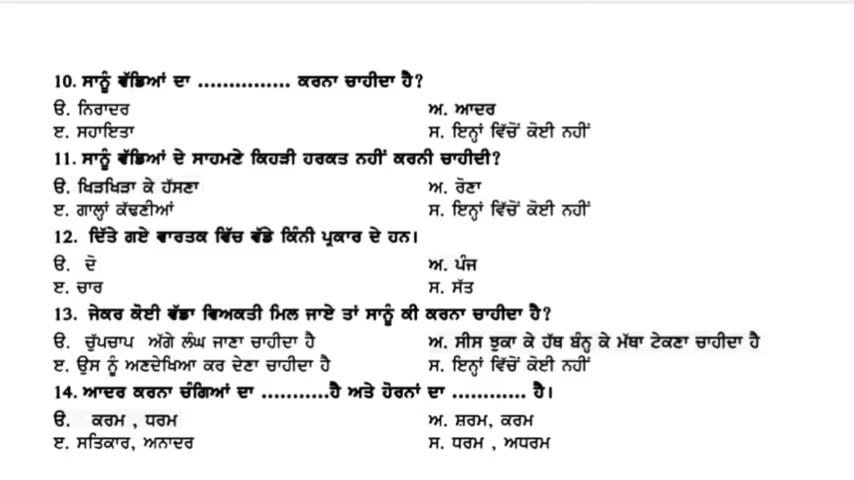 10. ਸਾਨੂੰ ਵੱਡਿਆਂ ਦਾ ............... ਕਰਨਾ ਚਾਹੀਦਾ ਹੈ?
ੳ. ਨਿਰਾਦਰ ਅ. ਆਦਰ
ੲ. ਸਹਾਇਤਾ ਸ. ਇਨ੍ਹਾਂ ਵਿੱਚੋਂ ਕੋਈ ਨਹੀਂ
11. ਸਾਨੂੰ ਵੱਡਿਆਂ ਦੇ ਸਾਹਮਣੇ ਕਿਹੜੀ ਹਰਕਤ ਨਹੀਂ ਕਰਨੀ ਚਾਹੀਦੀ?
ੳ. ਖਿੜਖਿੜਾ ਕੇ ਹੱਸਣਾ ਅ. ਰੋਣਾ
ੲ. ਗਾਲ੍ਹਾਂ ਕੱਢਣੀਆਂ ਸ. ਇਨ੍ਹਾਂ ਵਿੱਚੋਂ ਕੋਈ ਨਹੀਂ
12. ਦਿੱਤੇ ਗਏ ਵਾਰਤਕ ਵਿੱਚ ਵੱਡੇ ਕਿੰਨੀ ਪ੍ਰਕਾਰ ਦੇ ਹਨ।
ੳ. ਦੋ ਅ. ਪੰਜ
ੲ. ਚਾਰ ਸ. ਸੱਤ
13. ਜੇਕਰ ਕੋਈ ਵੱਡਾ ਵਿਅਕਤੀ ਮਿਲ ਜਾਏ ਤਾਂ ਸਾਨੂੰ ਕੀ ਕਰਨਾ ਚਾਹੀਦਾ ਹੈ?
ੳ. ਚੁੱਪਚਾਪ ਅੱਗੇ ਲੰਘ ਜਾਣਾ ਚਾਹੀਦਾ ਹੈ ਅ. ਸੀਸ ਝੁਕਾ ਕੇ ਹੱਥ ਬੰਨ੍ਹ ਕੇ ਮੱਥਾ ਟੇਕਣਾ ਚਾਹੀਦਾ ਹੈ
ੲ. ਉਸ ਨੂੰ ਅਣਦੇਖਿਆ ਕਰ ਦੇਣਾ ਚਾਹੀਦਾ ਹੈ ਸ. ਇਨ੍ਹਾਂ ਵਿੱਚੋਂ ਕੋਈ ਨਹੀਂ
14. ਆਦਰ ਕਰਨਾ ਚੰਗਿਆਂ ਦਾ ...........ਹੈ ਅਤੇ ਹੋਰਨਾਂ ਦਾ ............ ਹੈ।
ੳ. ਕਰਮ , ਧਰਮ ਅ. ਸ਼ਰਮ, ਕਰਮ
ੲ. ਸਤਿਕਾਰ, ਅਨਾਦਰ ਸ. ਧਰਮ , ਅਧਰਮ